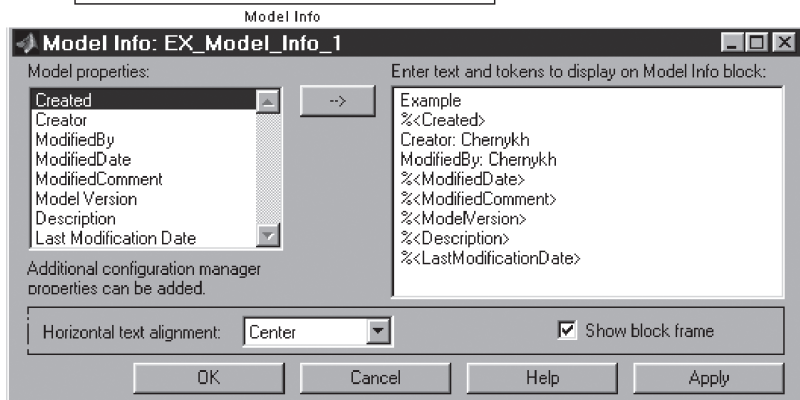 Model Info
Model Info: EX_Model_Info_1
Model properties:
Created
Creator
ModifiedBy
ModifiedDate
ModifiedComment
Model Version
Description
Last Modification Date
Additional configuration manager
properties can be added.
-->
Enter text and tokens to display on Model Info block:
Example
%<Created>
Creator: Chernykh
ModifiedBy: Chernykh
%<ModifiedDate>
%<ModifiedComment>
%<ModelVersion>
%<Description>
%<LastModificationDate>
Horizontal text alignment: Center
Show block frame
OK Cancel Help Apply